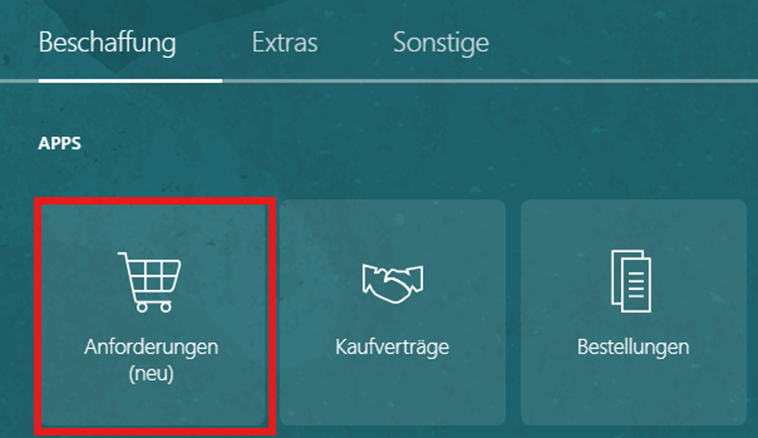 Beschaffung Extras Sonstige
APPS
Anforderungen
(neu)
Kaufverträge
Bestellungen